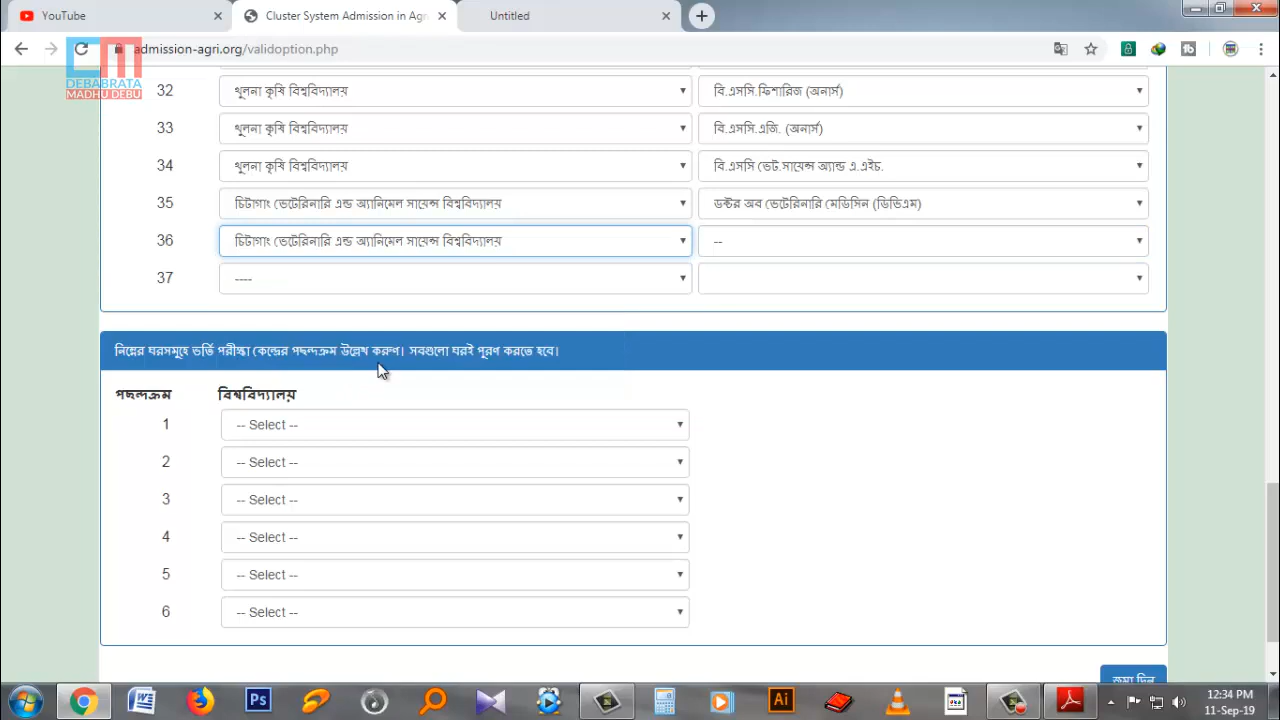 YouTube
Cluster System Admission in Agri
Untitled
admission-agri.org/validoption.php
DEBABRATA
MADHU DEBU
32 খুলনা কৃষি বিশ্ববিদ্যালয় বি.এসসি.ফিশারিজ (অনার্স)
33 খুলনা কৃষি বিশ্ববিদ্যালয় বি.এসসি.এজি. (অনার্স)
34 খুলনা কৃষি বিশ্ববিদ্যালয় বি.এসসি ভেট.সায়েন্স অ্যান্ড এ.এইচ.
35 চিটাগাং ভেটেরিনারি এন্ড অ্যানিমেল সায়েন্স বিশ্ববিদ্যালয় ডক্টর অব ভেটেরিনারি মেডিসিন (ডিভিএম)
36 চিটাগাং ভেটেরিনারি এন্ড অ্যানিমেল সায়েন্স বিশ্ববিদ্যালয় --
37 ----
নিম্নের ঘরসমূহে ভর্তি পরীক্ষা কেন্দ্রের পছন্দক্রম উল্লেখ করুণ। সবগুলো ঘরই পূরণ করতে হবে।
পছন্দক্রম বিশ্ববিদ্যালয়
1 -- Select --
2 -- Select --
3 -- Select --
4 -- Select --
5 -- Select --
6 -- Select --
জমা দিন
Ps
Ai
12:34 PM
11-Sep-19